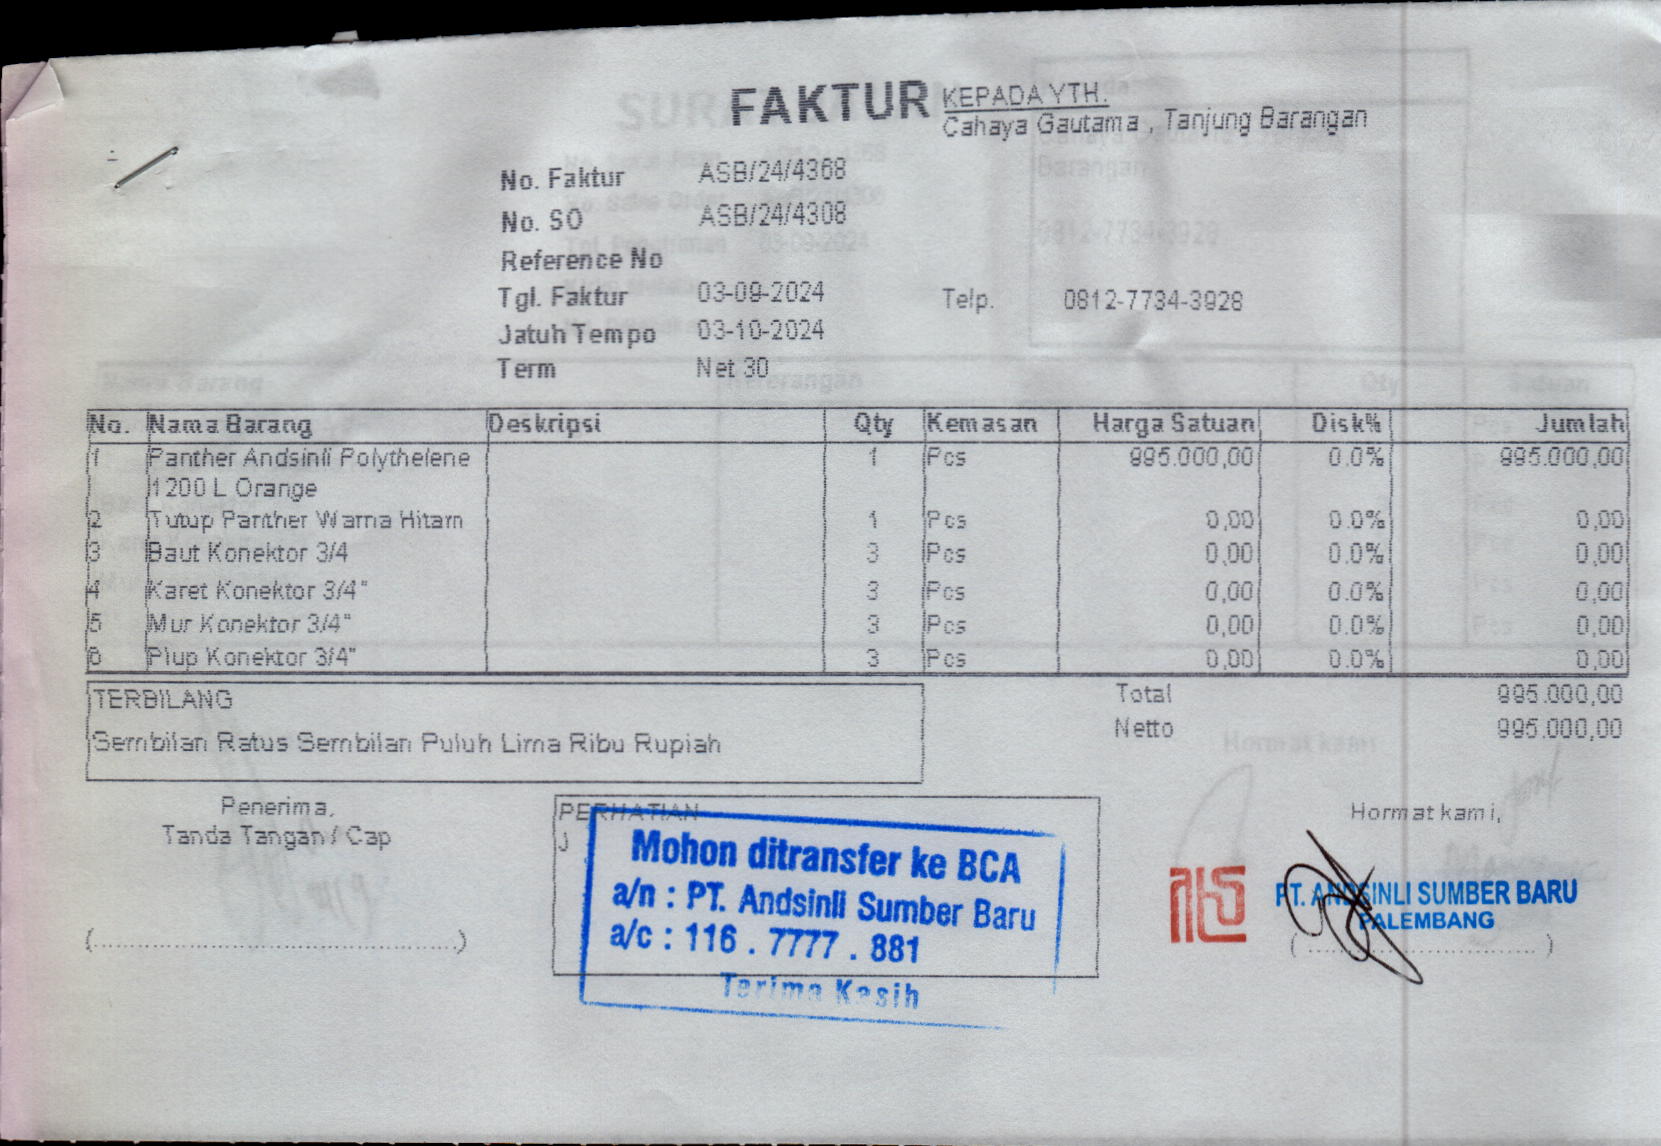 FAKTUR
KEPADA YTH.
Cahaya Gautama , Tanjung Barangan
No. Faktur ASB/24/4368
No. SO ASB/24/4308
Reference No
Tgl. Faktur 03-09-2024
Telp. 0812-7734-3928
Jatuh Tempo 03-10-2024
Term Net 30
No. Nama Barang Deskripsi Qty Kemasan Harga Satuan Disk% Jumlah
1 Panther Andsinli Polythelene 1 Pcs 995.000,00 0.0% 995.000,00
1200 L Orange
2 Tutup Panther Warna Hitam 1 Pcs 0,00 0.0% 0,00
3 Baut Konektor 3/4 3 Pcs 0,00 0.0% 0,00
4 Karet Konektor 3/4" 3 Pcs 0,00 0.0% 0,00
5 Mur Konektor 3/4" 3 Pcs 0,00 0.0% 0,00
6 Plup Konektor 3/4" 3 Pcs 0,00 0.0% 0,00
TERBILANG
Sembilan Ratus Sembilan Puluh Lima Ribu Rupiah
Total 995.000,00
Netto 995.000,00
Penerima,
Tanda Tangan / Cap
(......................................................)
PERHATIAN
Mohon ditransfer ke BCA
a/n : PT. Andsinli Sumber Baru
a/c : 116 . 7777 . 881
Terima Kasih
Hormat kami,
PT. ANDSINLI SUMBER BARU
PALEMBANG
(..................................)